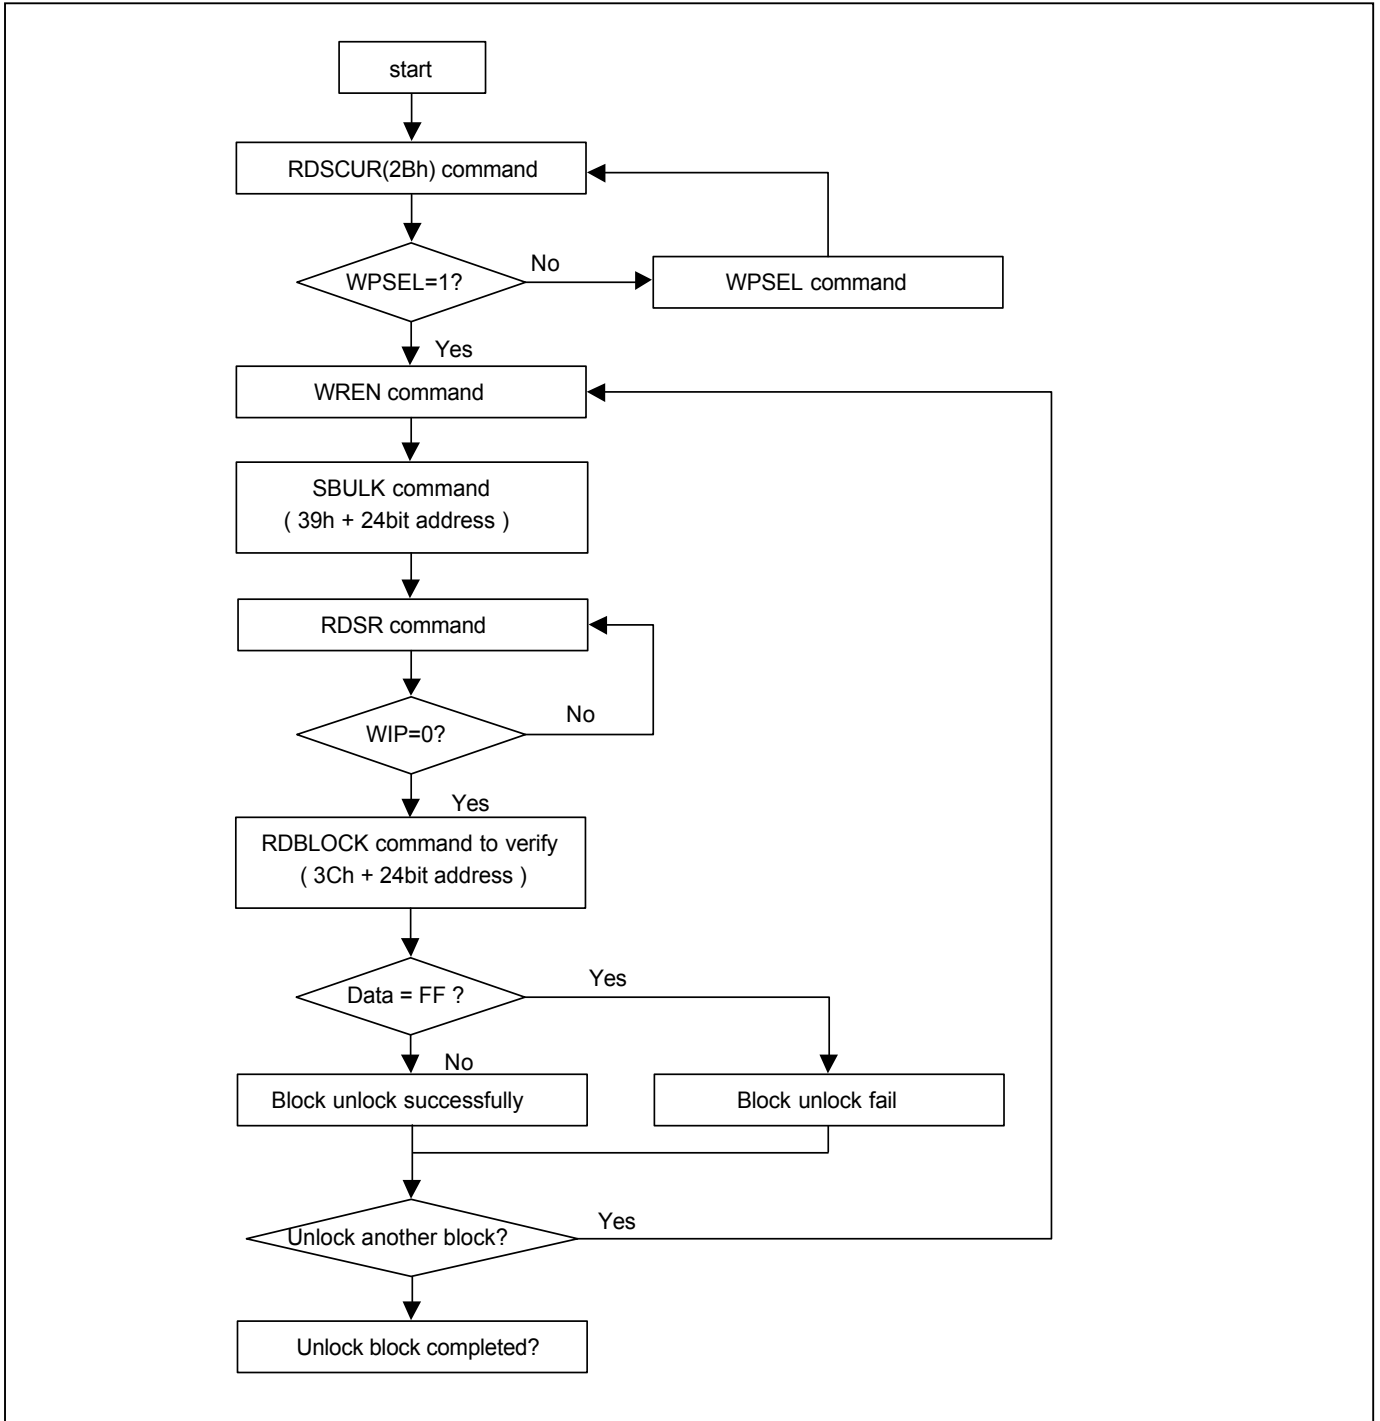 start
RDSCUR(2Bh) command
WPSEL=1?
No
WPSEL command
Yes
WREN command
SBULK command
( 39h + 24bit address )
RDSR command
WIP=0?
No
Yes
RDBLOCK command to verify
( 3Ch + 24bit address )
Data = FF ?
Yes
No
Block unlock successfully
Block unlock fail
Unlock another block?
Yes
Unlock block completed?